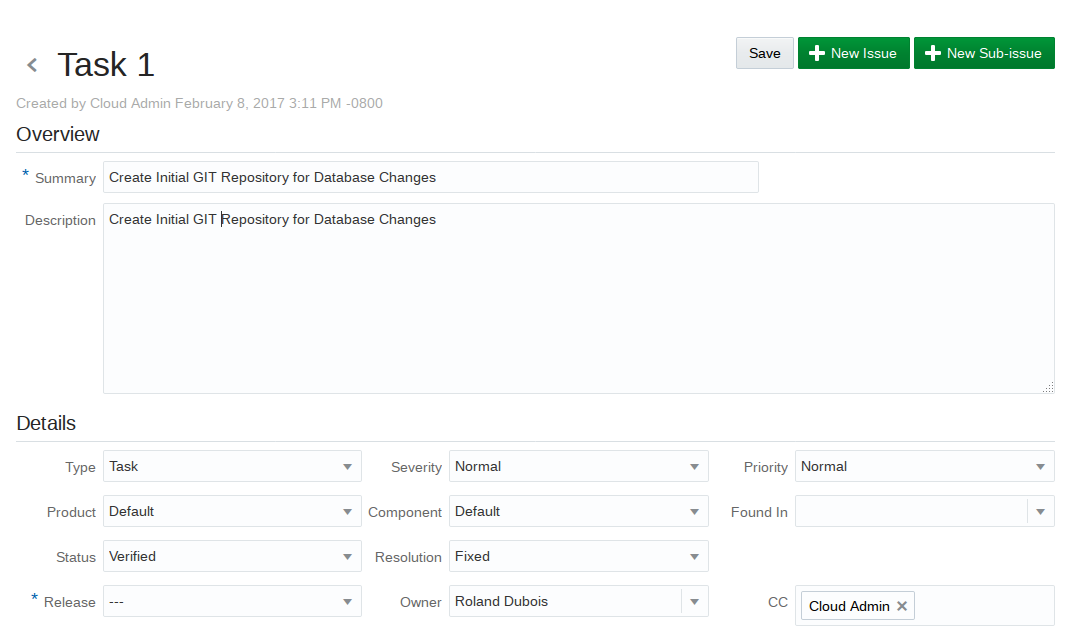 Task 1
Save
New Issue
New Sub-issue
Created by Cloud Admin February 8, 2017 3:11 PM -0800
Overview
* Summary Create Initial GIT Repository for Database Changes
Description Create Initial GIT Repository for Database Changes
Details
Type Task Severity Normal Priority Normal
Product Default Component Default Found In
Status Verified Resolution Fixed
* Release --- Owner Roland Dubois CC Cloud Admin